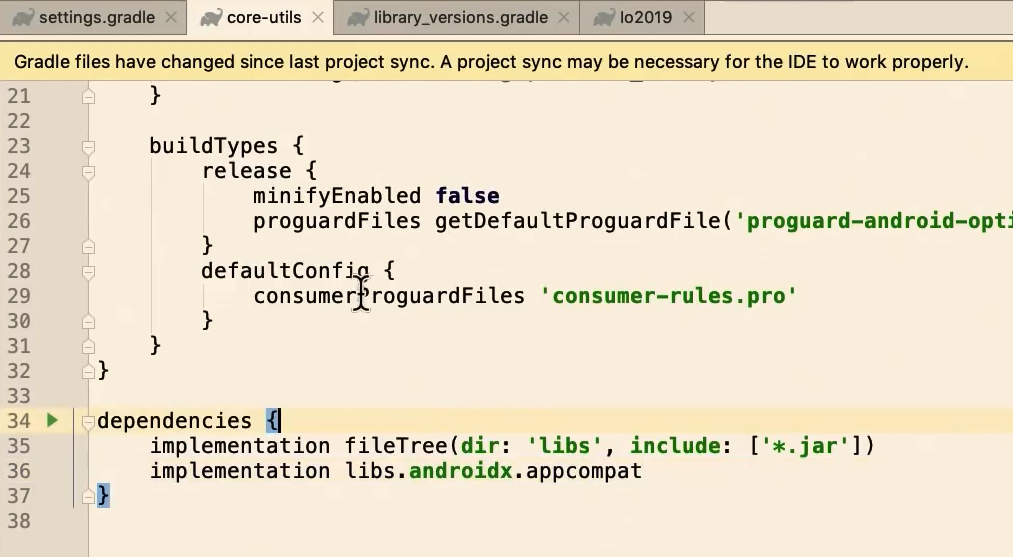 settings.gradle core-utils library_versions.gradle Io2019
Gradle files have changed since last project sync. A project sync may be necessary for the IDE to work properly.
21 }
22
23 buildTypes {
24 release {
25 minifyEnabled false
26 proguardFiles getDefaultProguardFile('proguard-android-opti
27 }
28 defaultConfig {
29 consumerProguardFiles 'consumer-rules.pro'
30 }
31 }
32 }
33
34 dependencies {
35 implementation fileTree(dir: 'libs', include: ['*.jar'])
36 implementation libs.androidx.appcompat
37 }
38